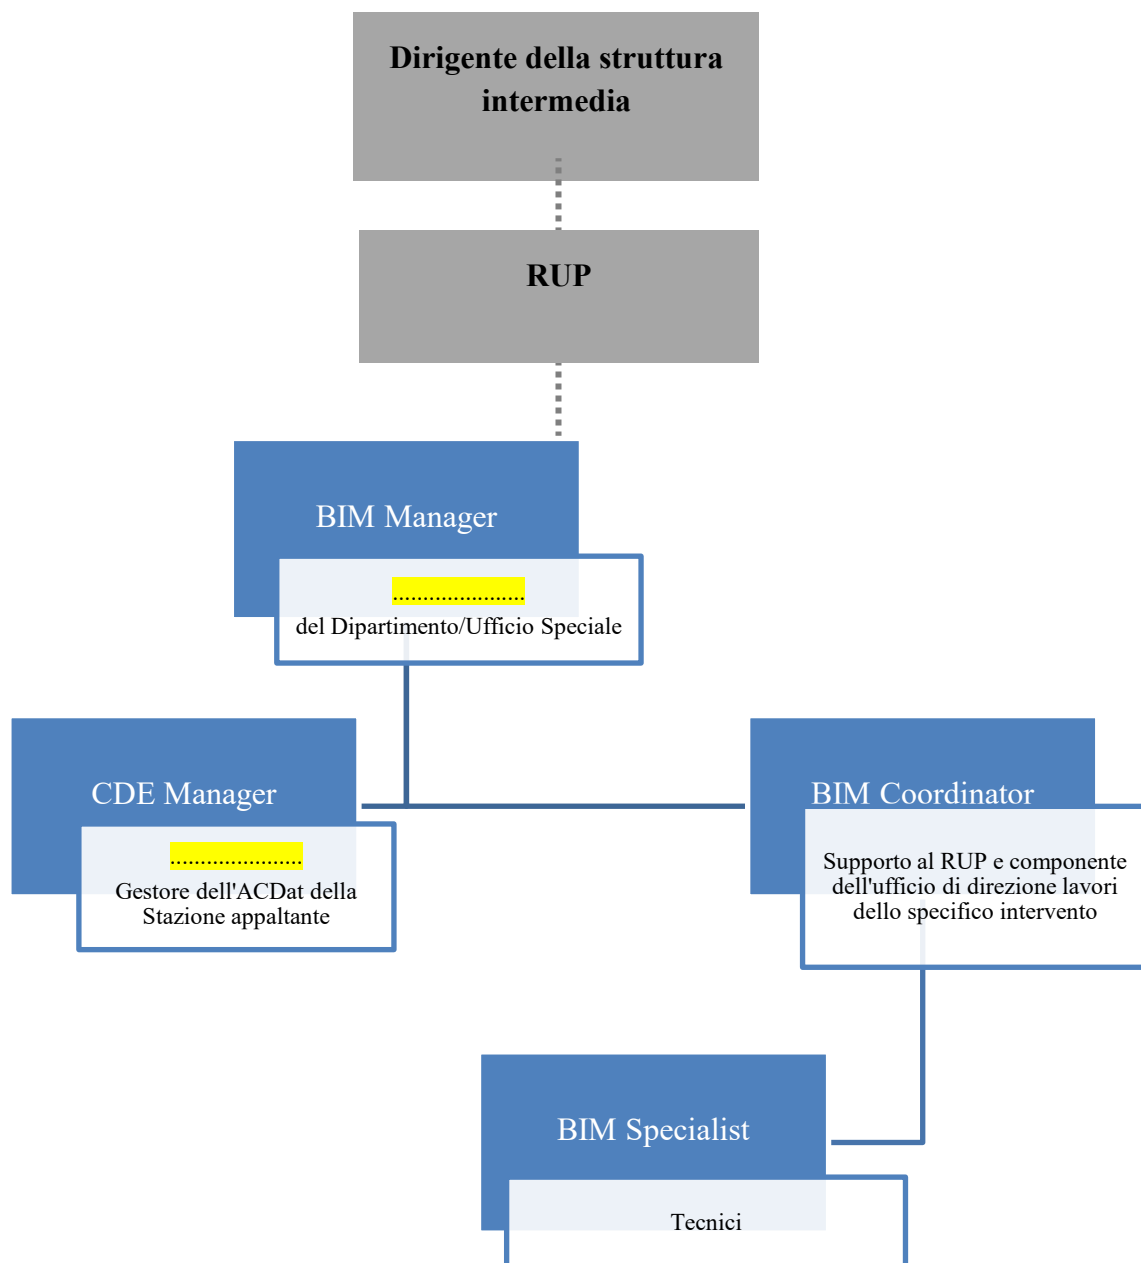 Dirigente della struttura
intermedia
RUP
BIM Manager
......................
del Dipartimento/Ufficio Speciale
CDE Manager
......................
Gestore dell'ACDat della
Stazione appaltante
BIM Coordinator
Supporto al RUP e componente
dell'ufficio di direzione lavori
dello specifico intervento
BIM Specialist
Tecnici